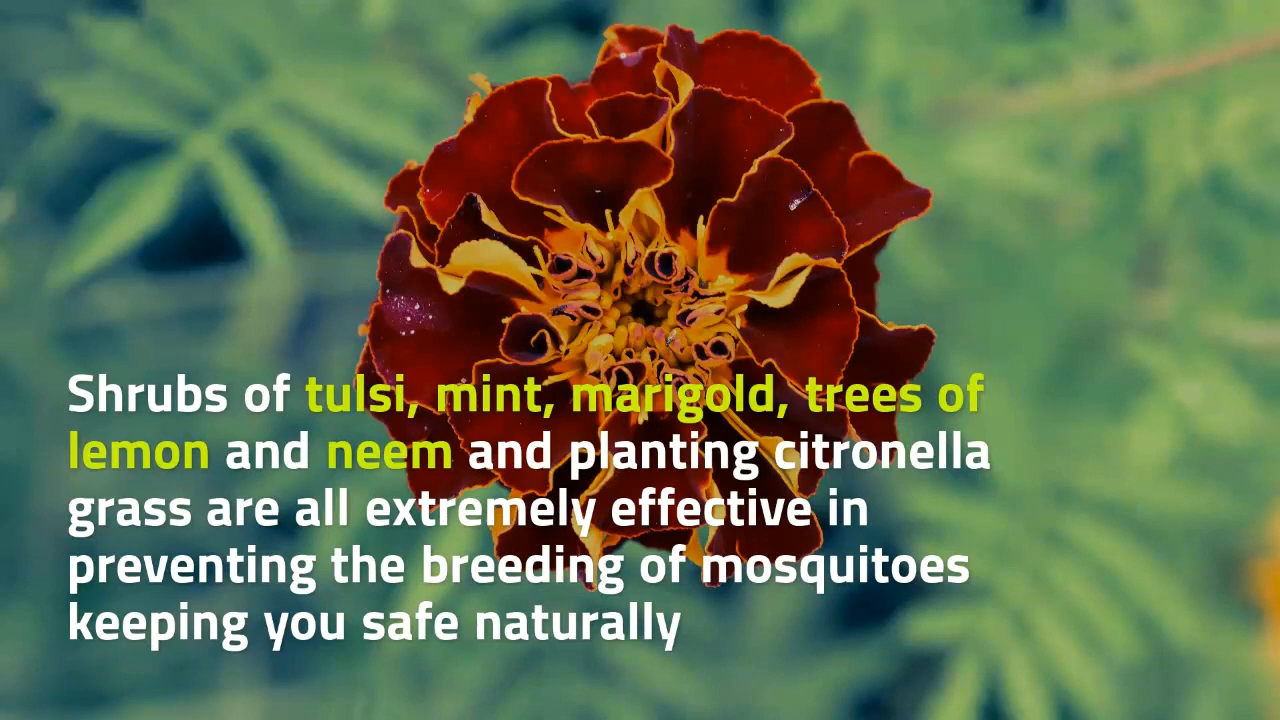 Shrubs of tulsi, mint, marigold, trees of
lemon and neem and planting citronella
grass are all extremely effective in
preventing the breeding of mosquitoes
keeping you safe naturally